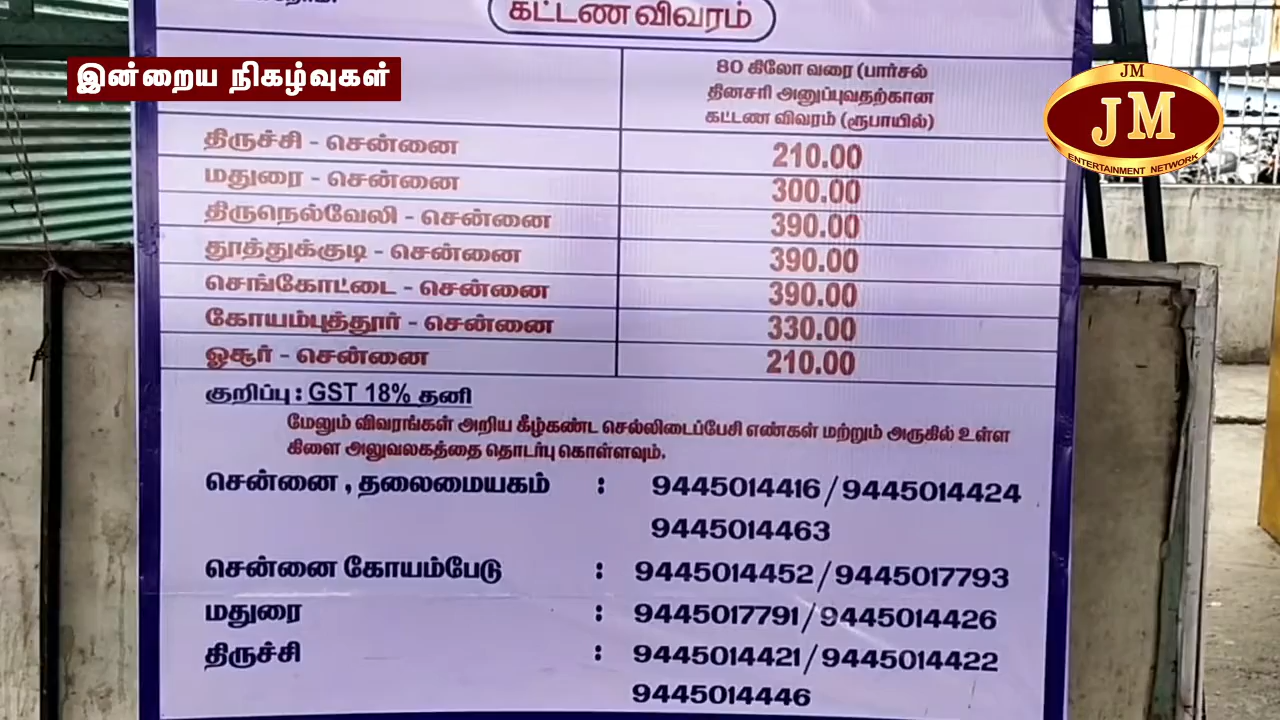 கட்டண விவரம்
இன்றைய நிகழ்வுகள்
JM
JM
ENTERTAINMENT NETWORK
80 கிலோ வரை (பார்சல்
தினசரி அனுப்புவதற்கான
கட்டண விவரம் (ரூபாயில்)
திருச்சி - சென்னை 210.00
மதுரை - சென்னை 300.00
திருநெல்வேலி - சென்னை 390.00
தூத்துக்குடி - சென்னை 390.00
செங்கோட்டை - சென்னை 390.00
கோயம்புத்தூர் - சென்னை 330.00
ஓசூர் - சென்னை 210.00
குறிப்பு : GST 18% தனி
மேலும் விவரங்கள் அறிய கீழ்கண்ட செல்லிடைப்பேசி எண்கள் மற்றும் அருகில் உள்ள
கிளை அலுவலகத்தை தொடர்பு கொள்ளவும்.
சென்னை , தலைமையகம் : 9445014416/9445014424
9445014463
சென்னை கோயம்பேடு : 9445014452/9445017793
மதுரை : 9445017791/9445014426
திருச்சி : 9445014421/9445014422
9445014446